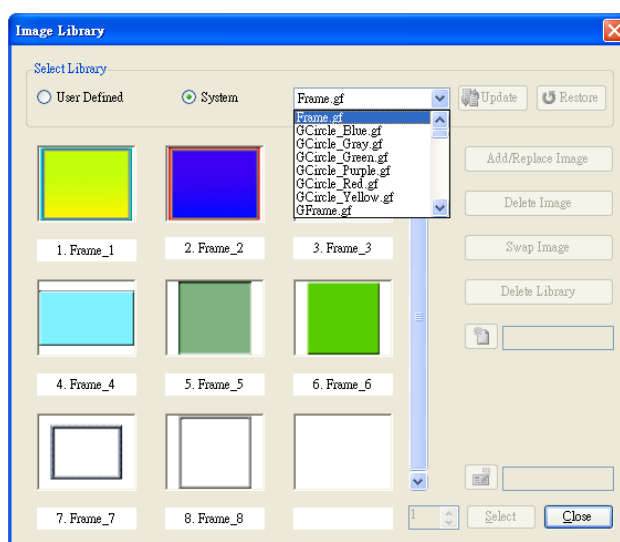 Image Library
Select Library
User Defined
System
Frame.gf
Update
Restore
Frame.gf
GCircle_Blue.gf
GCircle_Gray.gf
GCircle_Green.gf
GCircle_Purple.gf
GCircle_Red.gf
GCircle_Yellow.gf
GFrame.gf
Add/Replace Image
Delete Image
1. Frame_1
2. Frame_2
3. Frame_3
Swap Image
Delete Library
4. Frame_4
5. Frame_5
6. Frame_6
7. Frame_7
8. Frame_8
1
Select
Close